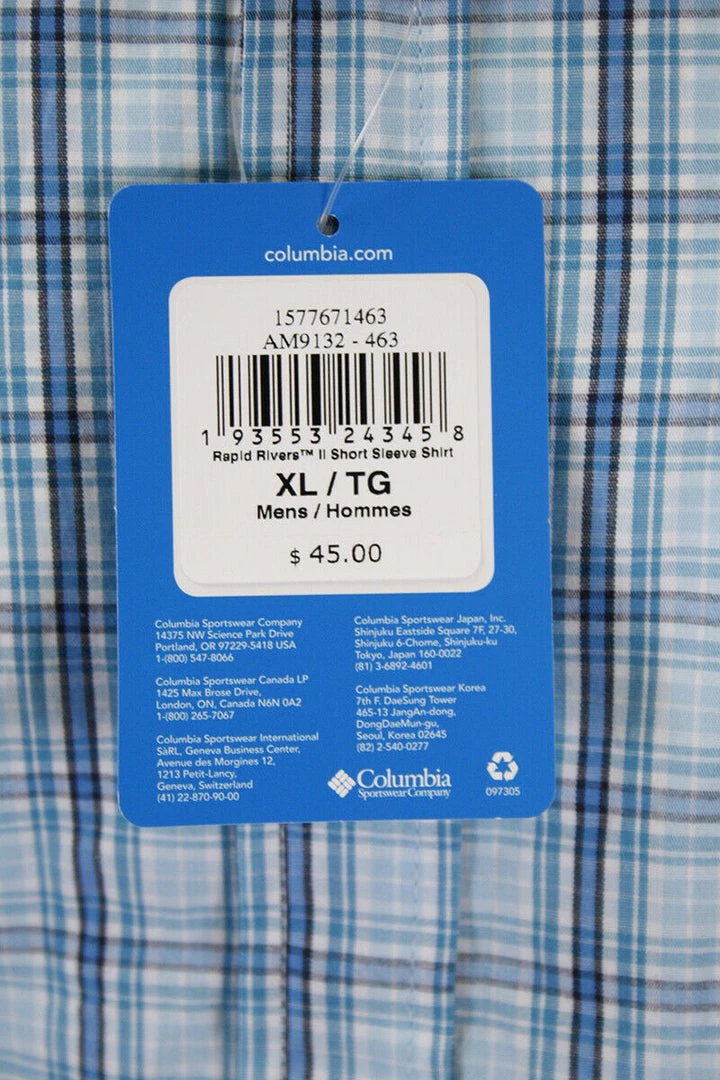 columbia.com
1577671463
AM9132 - 463
1 93553 24345 8
Rapid Rivers™ II Short Sleeve Shirt
XL / TG
Mens / Hommes
$ 45.00
Columbia Sportswear Company
14375 NW Science Park Drive
Portland, OR 97229-5418 USA
1-(800) 547-8066
Columbia Sportswear Canada LP
1425 Max Brose Drive,
London, ON, Canada N6N 0A2
1-(800) 265-7067
Columbia Sportswear International
SàRL, Geneva Business Center,
Avenue des Morgines 12,
1213 Petit-Lancy,
Geneva, Switzerland
(41) 22-870-90-00
Columbia Sportswear Japan, Inc.
Shinjuku Eastside Square 7F, 27-30,
Shinjuku 6-Chome, Shinjuku-ku
Tokyo, Japan 160-0022
(81) 3-6892-4601
Columbia Sportswear Korea
7th F. DaeSung Tower
465-13 JangAn-dong,
DongDaeMun-gu,
Seoul, Korea 02645
(82) 2-540-0277
Columbia
Sportswear Company
097305